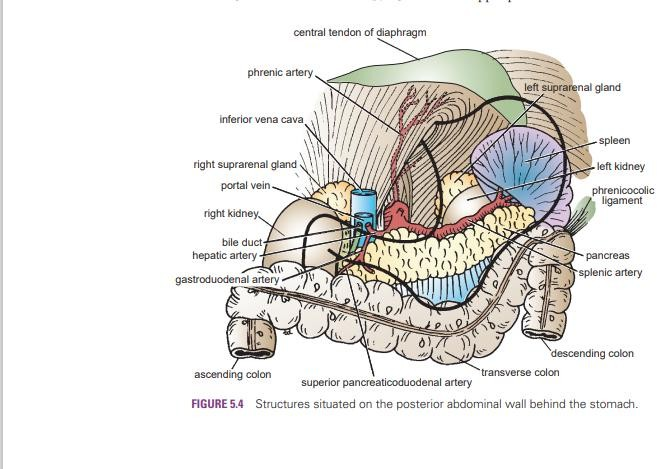 central tendon of diaphragm
phrenic artery
left suprarenal gland
inferior vena cava
spleen
right suprarenal gland
left kidney
portal vein
phrenicocolic
ligament
right kidney
bile duct
hepatic artery
pancreas
splenic artery
gastroduodenal artery
descending colon
ascending colon
transverse colon
superior pancreaticoduodenal artery
FIGURE 5.4 Structures situated on the posterior abdominal wall behind the stomach.